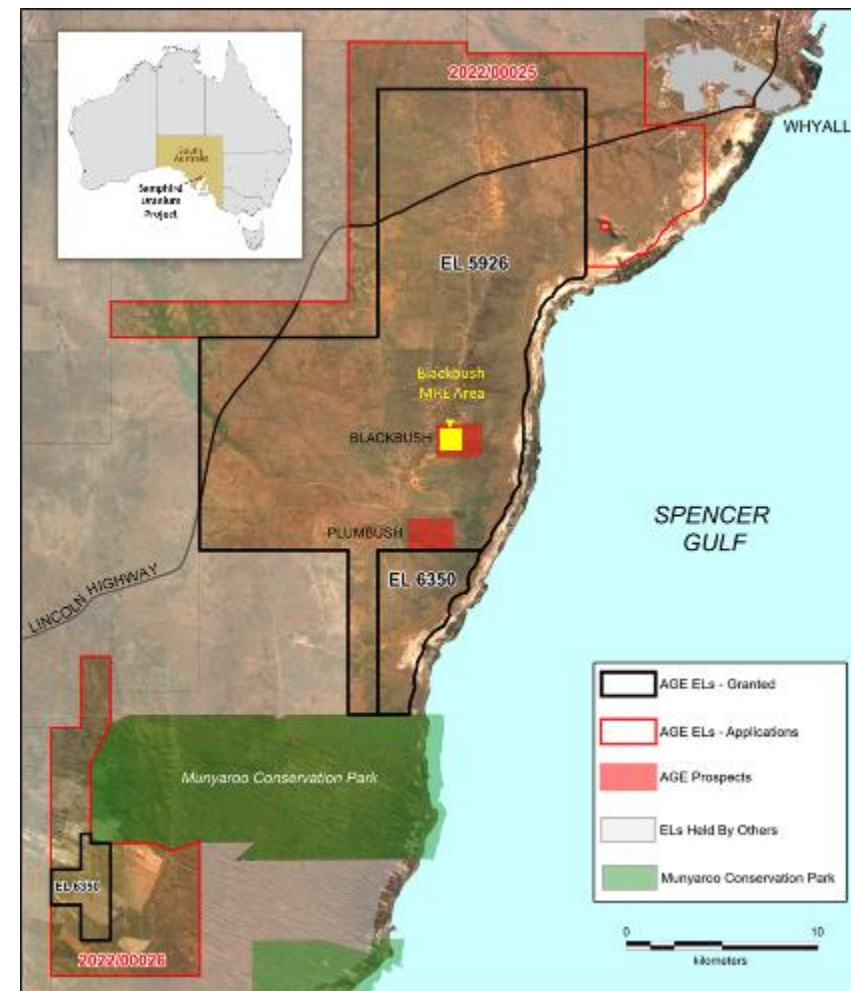 2022/00025
WHYALL
South
Australia
Samphire
Uranium
Project
EL 5926
Blackbush
MRE Area
BLACKBUSH
PLUMBUSH
SPENCER
GULF
EL 6350
LINCOLN HIGHWAY
AGE ELs - Granted
AGE ELs - Applications
AGE Prospects
ELs Held By Others
Munyaroo Conservation Park
Munyaroo Conservation Park
EL 6350
2022/00026
0 10
kilometers